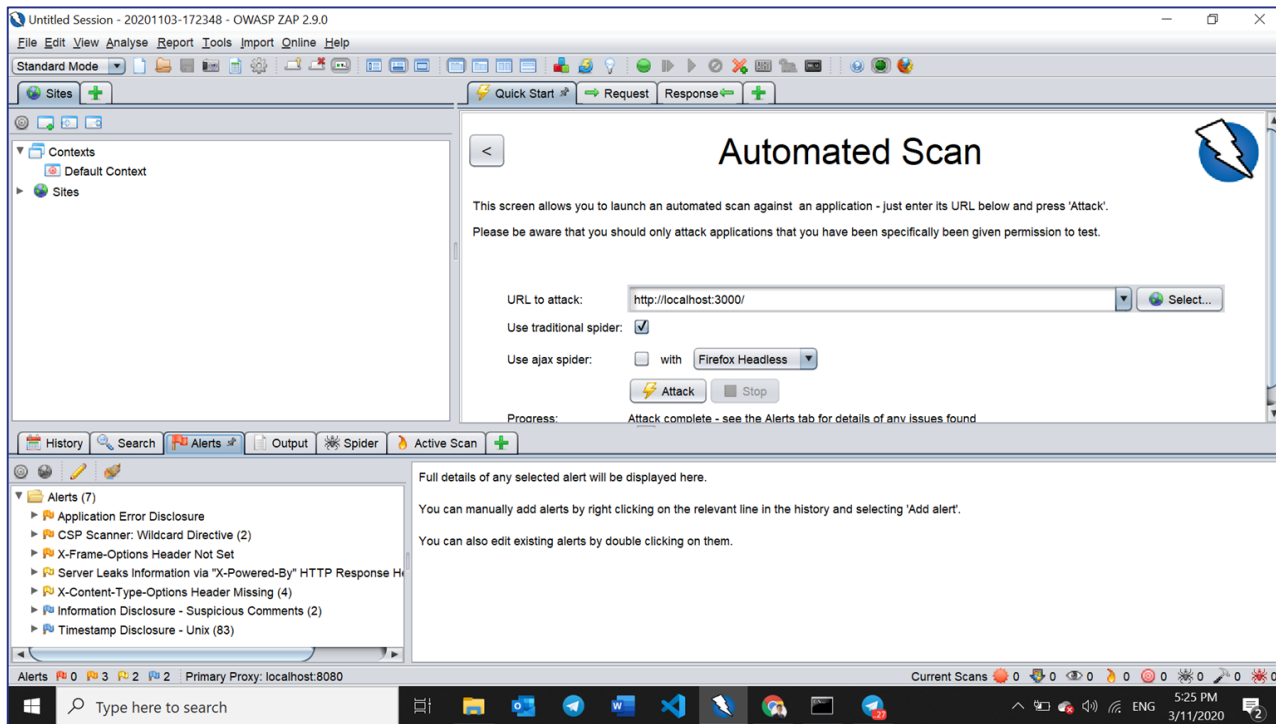 Untitled Session - 20201103-172348 - OWASP ZAP 2.9.0
File Edit View Analyse Report Tools Import Online Help
Standard Mode
Sites
Quick Start
Request
Response
Contexts
Default Context
Sites
<
Automated Scan
This screen allows you to launch an automated scan against  an application - just enter its URL below and press 'Attack'.
Please be aware that you should only attack applications that you have been specifically been given permission to test.
URL to attack:
http://localhost:3000/
Select...
Use traditional spider:
Use ajax spider:
with
Firefox Headless
Attack
Stop
Progress:
Attack complete - see the Alerts tab for details of any issues found
History
Search
Alerts
Output
Spider
Active Scan
Alerts (7)
Application Error Disclosure
CSP Scanner: Wildcard Directive (2)
X-Frame-Options Header Not Set
Server Leaks Information via "X-Powered-By" HTTP Response He
X-Content-Type-Options Header Missing (4)
Information Disclosure - Suspicious Comments (2)
Timestamp Disclosure - Unix (83)
Full details of any selected alert will be displayed here.
You can manually add alerts by right clicking on the relevant line in the history and selecting 'Add alert'.
You can also edit existing alerts by double clicking on them.
Alerts 0 3 2 2 Primary Proxy: localhost:8080
Current Scans 0 0 0 0 0 0 0 0
Type here to search
27
ENG
5:25 PM
3/11/2020
2